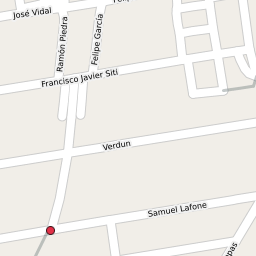 José Vidal
Ramón Piedra
Felipe García
Francisco Javier Siti
Verdun
Samuel Lafone